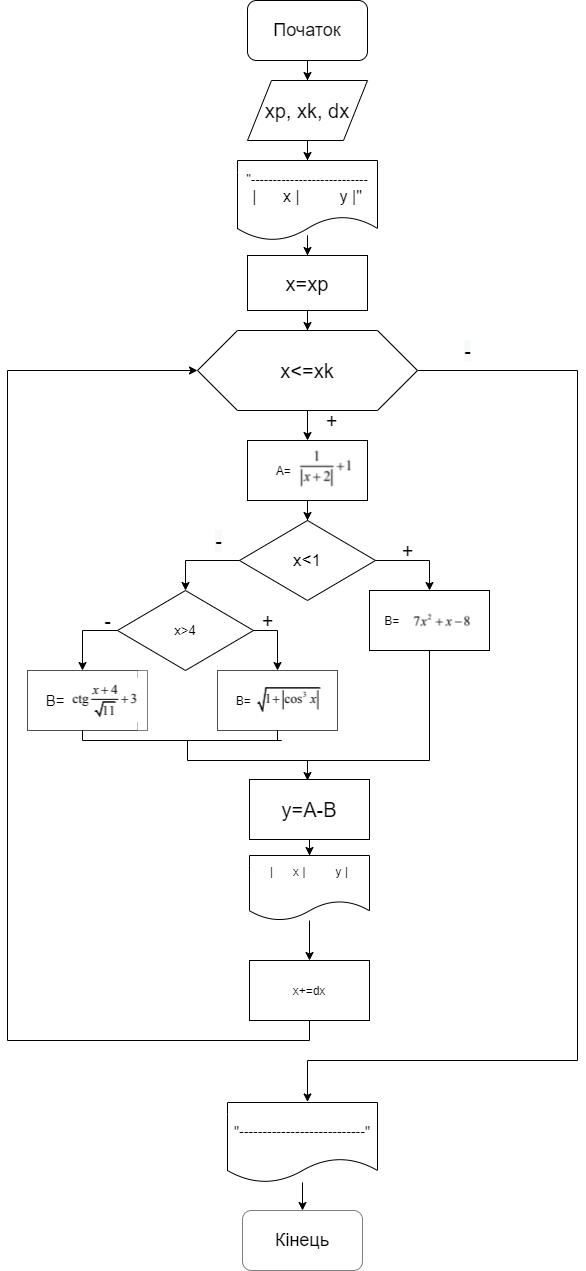 Початок
xp, xk, dx
"---------------------------
| x | y |"
x=xp
x<=xk
-
+
A= 1/|x+2| +1
x<1
-
+
x>4
-
+
B= 7x² + x − 8
B= ctg (x+4)/√11 +3
B= √(1+|cos³ x|)
y=A-B
| x | y |
x+=dx
"---------------------------"
Кінець